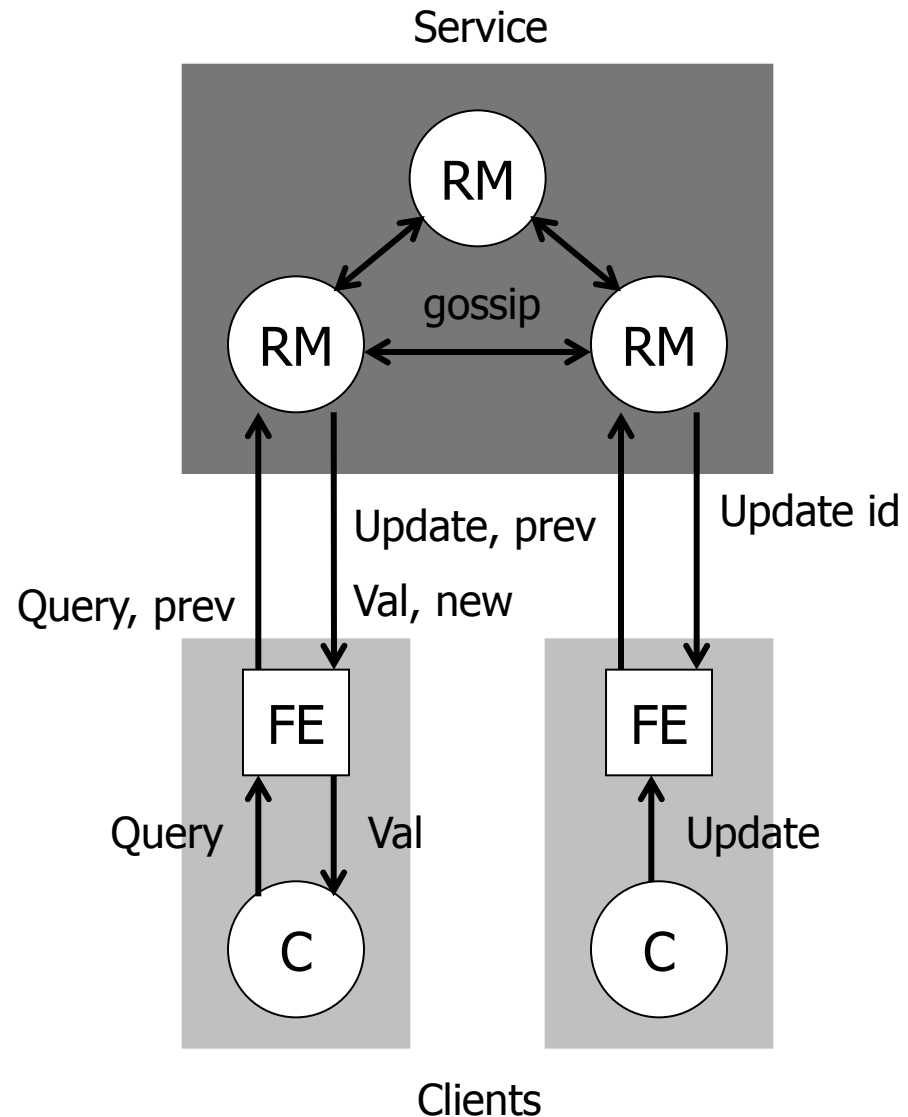 Service
RM
gossip
RM
RM
Update, prev
Update id
Query, prev
Val, new
FE
FE
Query
Val
Update
C
C
Clients